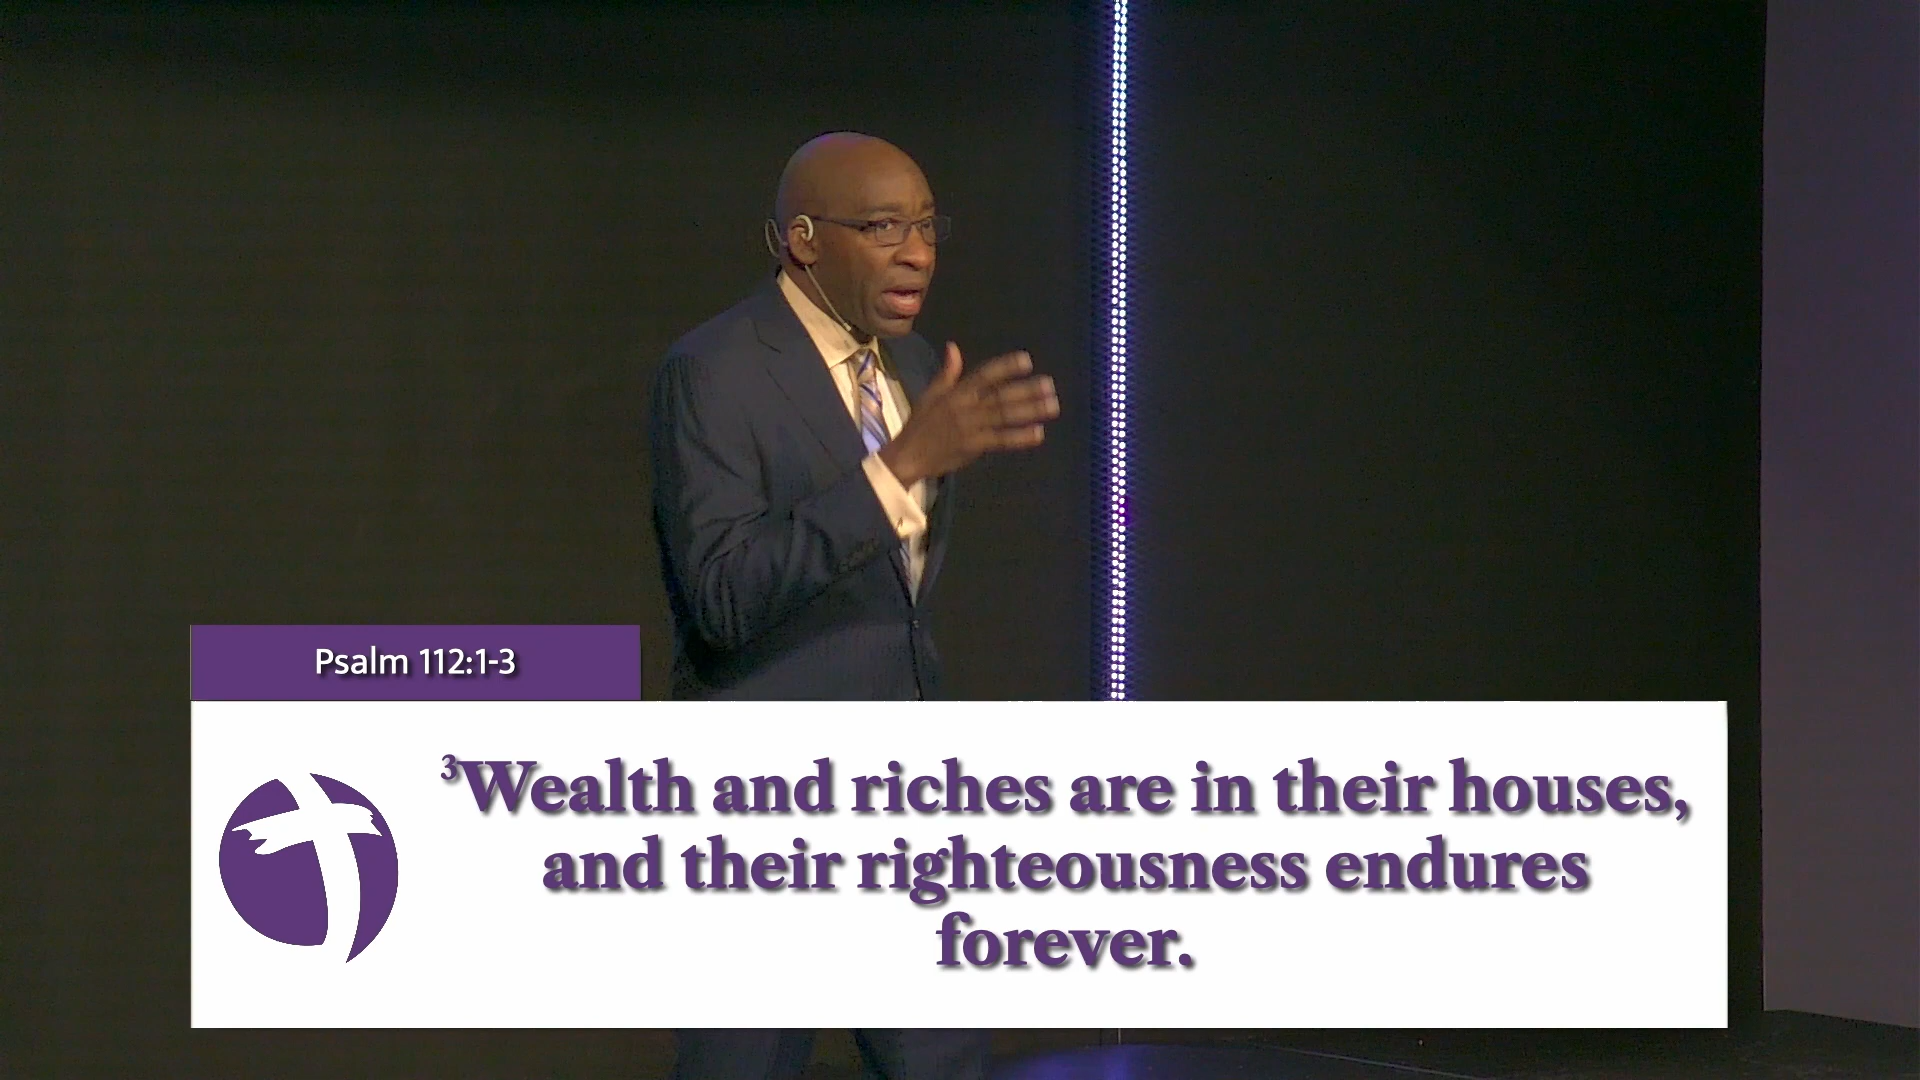 Psalm 112:1-3
³Wealth and riches are in their houses,
and their righteousness endures
forever.